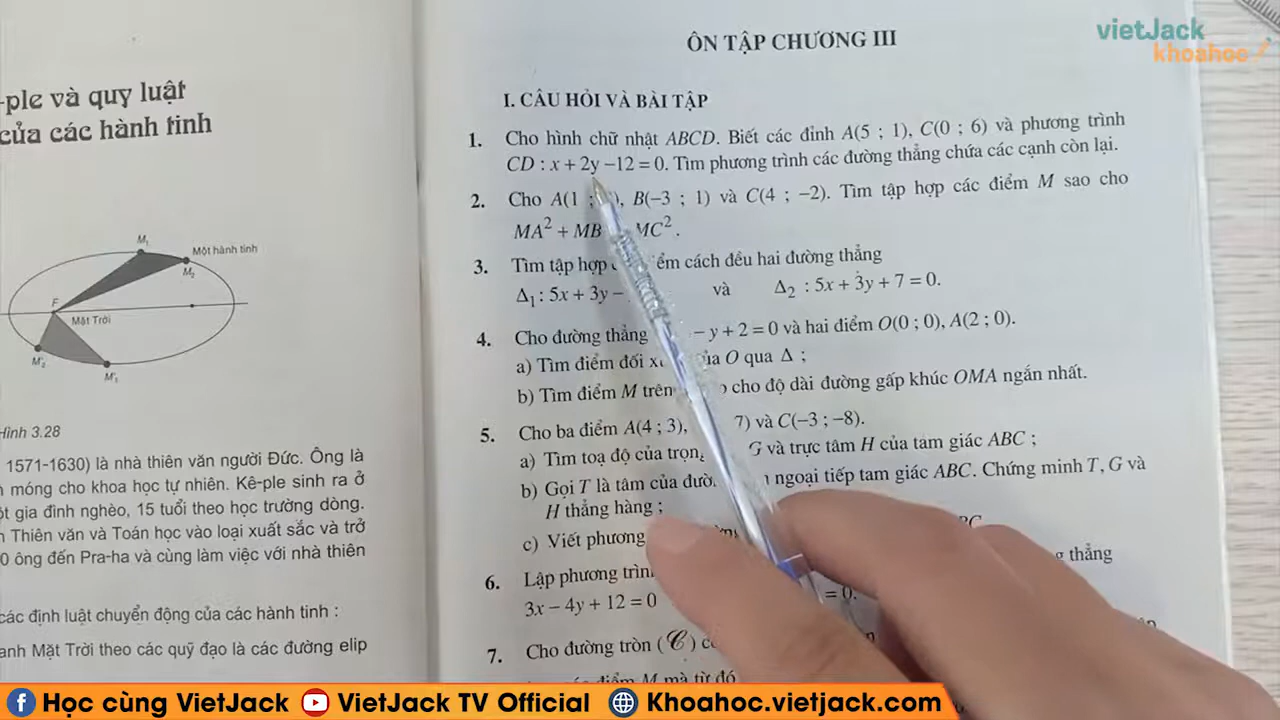 vietJack
khoahoc
-ple và quy luật
của các hành tinh
M₁
Một hành tinh
M₂
F
Mặt Trời
M'₂
M'₁
Hình 3.28
1571-1630) là nhà thiên văn người Đức. Ông là
móng cho khoa học tự nhiên. Kê-ple sinh ra ở
gia đình nghèo, 15 tuổi theo học trường dòng.
Thiên văn và Toán học vào loại xuất sắc và trở
0 ông đến Pra-ha và cùng làm việc với nhà thiên
các định luật chuyển động của các hành tinh :
anh Mặt Trời theo các quỹ đạo là các đường elip
ÔN TẬP CHƯƠNG III
I. CÂU HỎI VÀ BÀI TẬP
1. Cho hình chữ nhật ABCD. Biết các đỉnh A(5 ; 1), C(0 ; 6) và phương trình
CD : x + 2y – 12 = 0. Tìm phương trình các đường thẳng chứa các cạnh còn lại.
2. Cho A(1 ; ), B(–3 ; 1) và C(4 ; –2). Tìm tập hợp các điểm M sao cho
MA² + MB MC².
3. Tìm tập hợp cách đều hai đường thẳng
Δ₁ : 5x + 3y – và Δ₂ : 5x + 3y + 7 = 0.
4. Cho đường thẳng – y + 2 = 0 và hai điểm O(0 ; 0), A(2 ; 0).
a) Tìm điểm đối của O qua Δ ;
b) Tìm điểm M trên cho độ dài đường gấp khúc OMA ngắn nhất.
5. Cho ba điểm A(4 ; 3), 7) và C(–3 ; –8).
a) Tìm toạ độ của trọng G và trực tâm H của tam giác ABC ;
b) Gọi T là tâm của ngoại tiếp tam giác ABC. Chứng minh T, G và
H thẳng hàng ;
c) Viết phương
6. Lập phương thẳng
3x – 4y + 12 = 0 = 0.
7. Cho đường tròn (𝒞)
điểm M mà từ đó
Học cùng VietJack
VietJack TV Official
Khoahoc.vietjack.com